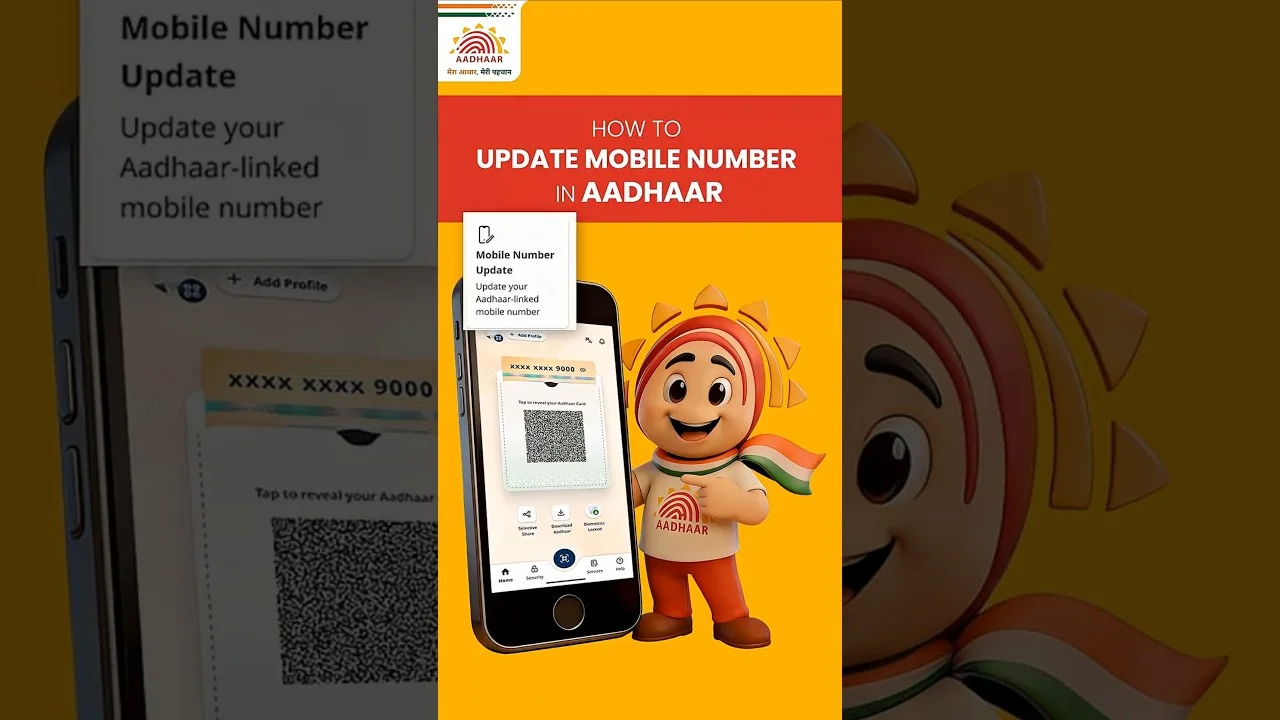 Mobile Number
Update
Update your
Aadhaar-linked
mobile number
+ Add Profile
XXXX XXXX 9000
Tap to reveal your Aadhaar
AADHAAR
मेरा आधार, मेरी पहचान
HOW TO
UPDATE MOBILE NUMBER
IN AADHAAR
Mobile Number
Update
Update your
Aadhaar-linked
mobile number
+ Add Profile
XXXX XXXX 9000
Tap to reveal your Aadhaar Card
Selective
Share
Download
Aadhaar
Biometrics
Locked
Home
Security
Services
Help
AADHAAR